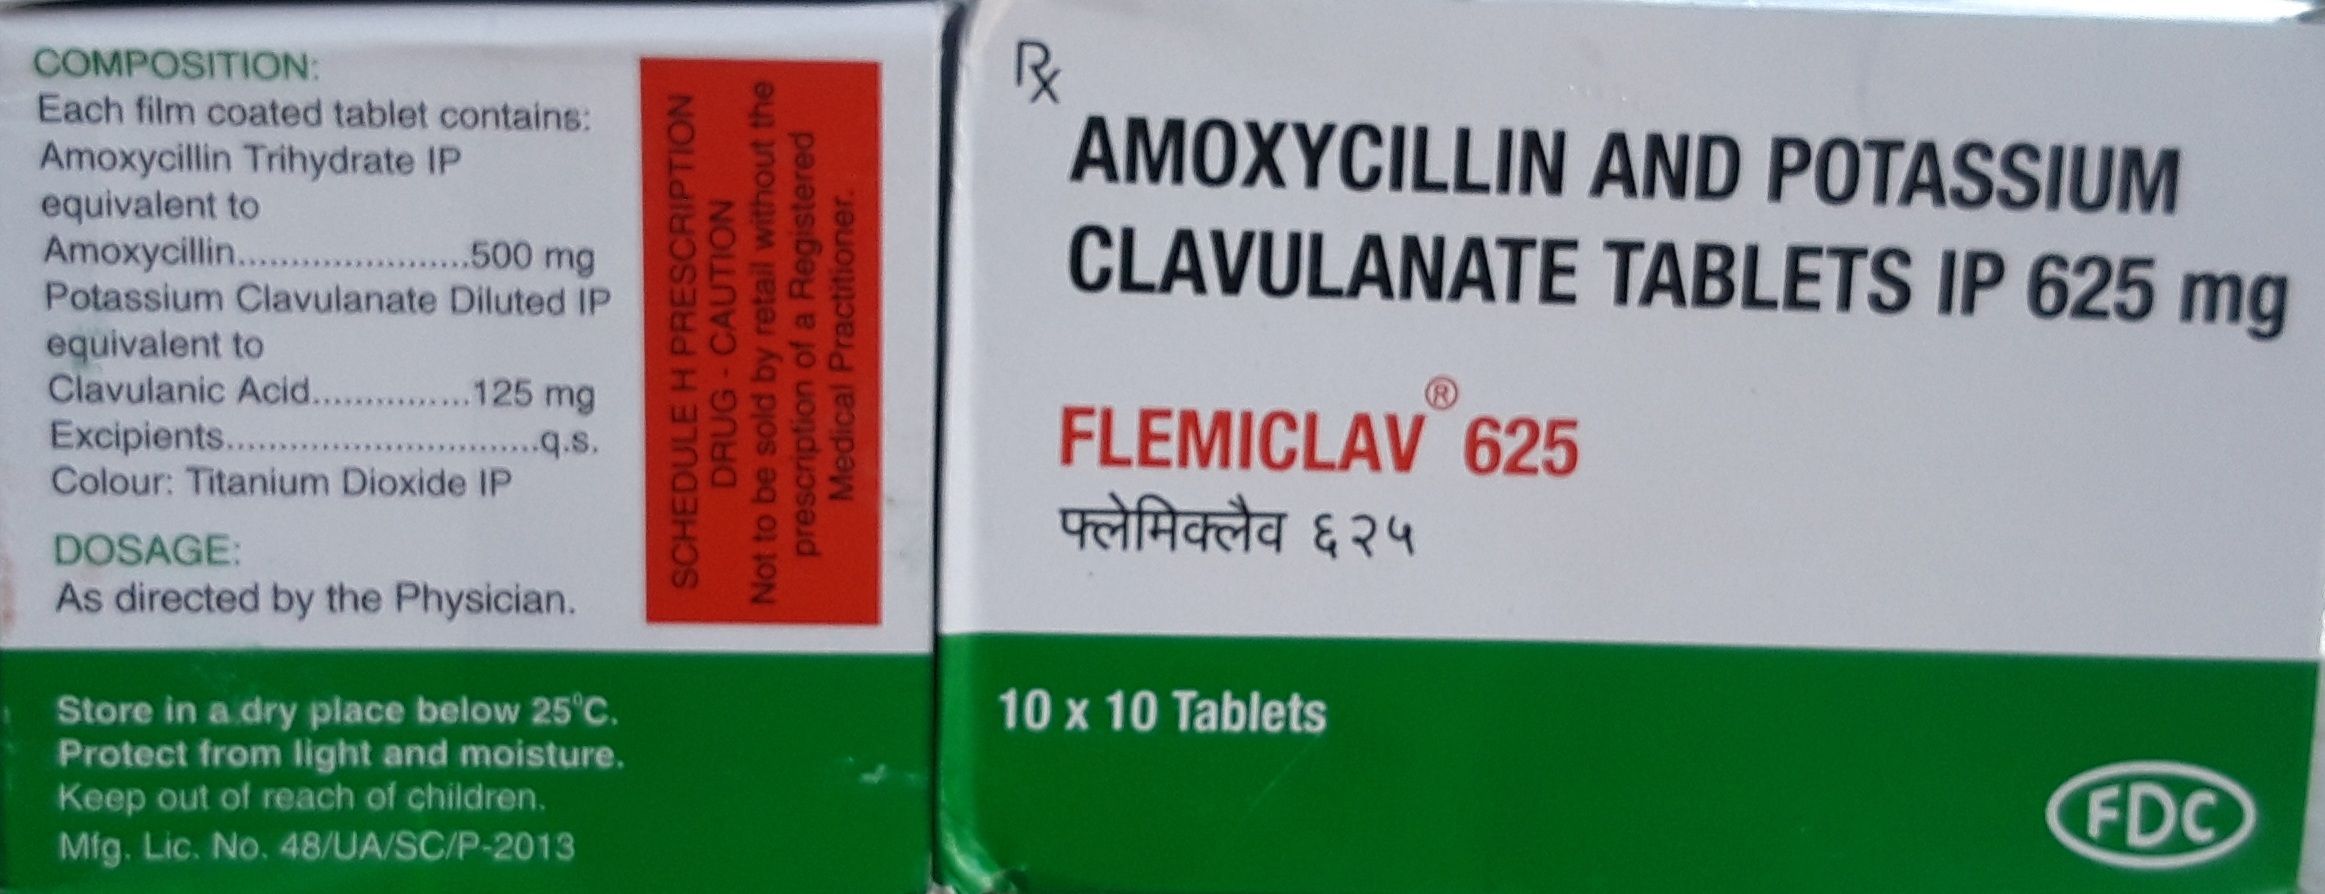 COMPOSITION:
Each film coated tablet contains:
Amoxycillin Trihydrate IP
equivalent to
Amoxycillin......................500 mg
Potassium Clavulanate Diluted IP
equivalent to
Clavulanic Acid...............125 mg
Excipients..............................q.s.
Colour: Titanium Dioxide IP
DOSAGE:
As directed by the Physician.
SCHEDULE H PRESCRIPTION
DRUG - CAUTION
Not to be sold by retail without the
prescription of a Registered
Medical Practitioner.
Store in a dry place below 25°C.
Protect from light and moisture.
Keep out of reach of children.
Mfg. Lic. No. 48/UA/SC/P-2013
Rx
AMOXYCILLIN AND POTASSIUM
CLAVULANATE TABLETS IP 625 mg
FLEMICLAV® 625
फ्लेमिक्लैव ६२५
10 x 10 Tablets
FDC